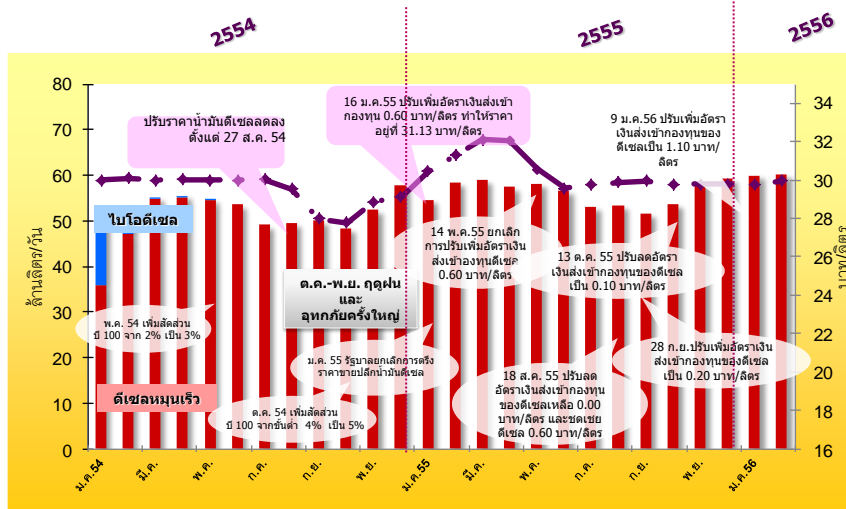 2554
2555
2556
80
70
60
50
40
30
20
10
0
ล้านลิตร/วัน
34
32
30
28
26
24
22
20
18
16
บาท/ลิตร
ปรับราคาน้ำมันดีเซลลดลง
ตั้งแต่ 27 ส.ค. 54
16 ม.ค.55 ปรับเพิ่มอัตราเงินส่งเข้า
กองทุน 0.60 บาท/ลิตร ทำให้ราคา
อยู่ที่ 31.13 บาท/ลิตร
9 ม.ค.56 ปรับเพิ่มอัตรา
เงินส่งเข้ากองทุนของ
ดีเซลเป็น 1.10 บาท/
ลิตร
ไบโอดีเซล
14 พ.ค.55 ยกเลิก
การปรับเพิ่มอัตราเงิน
ส่งเข้ากองทุนดีเซล
0.60 บาท/ลิตร
13 ต.ค. 55 ปรับลดอัตรา
เงินส่งเข้ากองทุนของดีเซล
เป็น 0.10 บาท/ลิตร
ต.ค.-พ.ย. ฤดูฝน
และ
อุทกภัยครั้งใหญ่
พ.ค. 54 เพิ่มสัดส่วน
บี 100 จาก 2% เป็น 3%
ม.ค. 55 รัฐบาลยกเลิกการตรึง
ราคาขายปลีกน้ำมันดีเซล
28 ก.ย.ปรับเพิ่มอัตราเงิน
ส่งเข้ากองทุนของดีเซล
เป็น 0.20 บาท/ลิตร
18 ส.ค. 55 ปรับลด
อัตราเงินส่งเข้ากองทุน
ของดีเซลเหลือ 0.00
บาท/ลิตร และชดเชย
ดีเซล 0.60 บาท/ลิตร
ดีเซลหมุนเร็ว
ต.ค. 54 เพิ่มสัดส่วน
บี 100 จากขั้นต่ำ 4% เป็น 5%
ม.ค.54
มี.ค.
พ.ค.
ก.ค.
ก.ย.
พ.ย.
ม.ค.55
มี.ค.
พ.ค.
ก.ค.
ก.ย.
พ.ย.
ม.ค.56